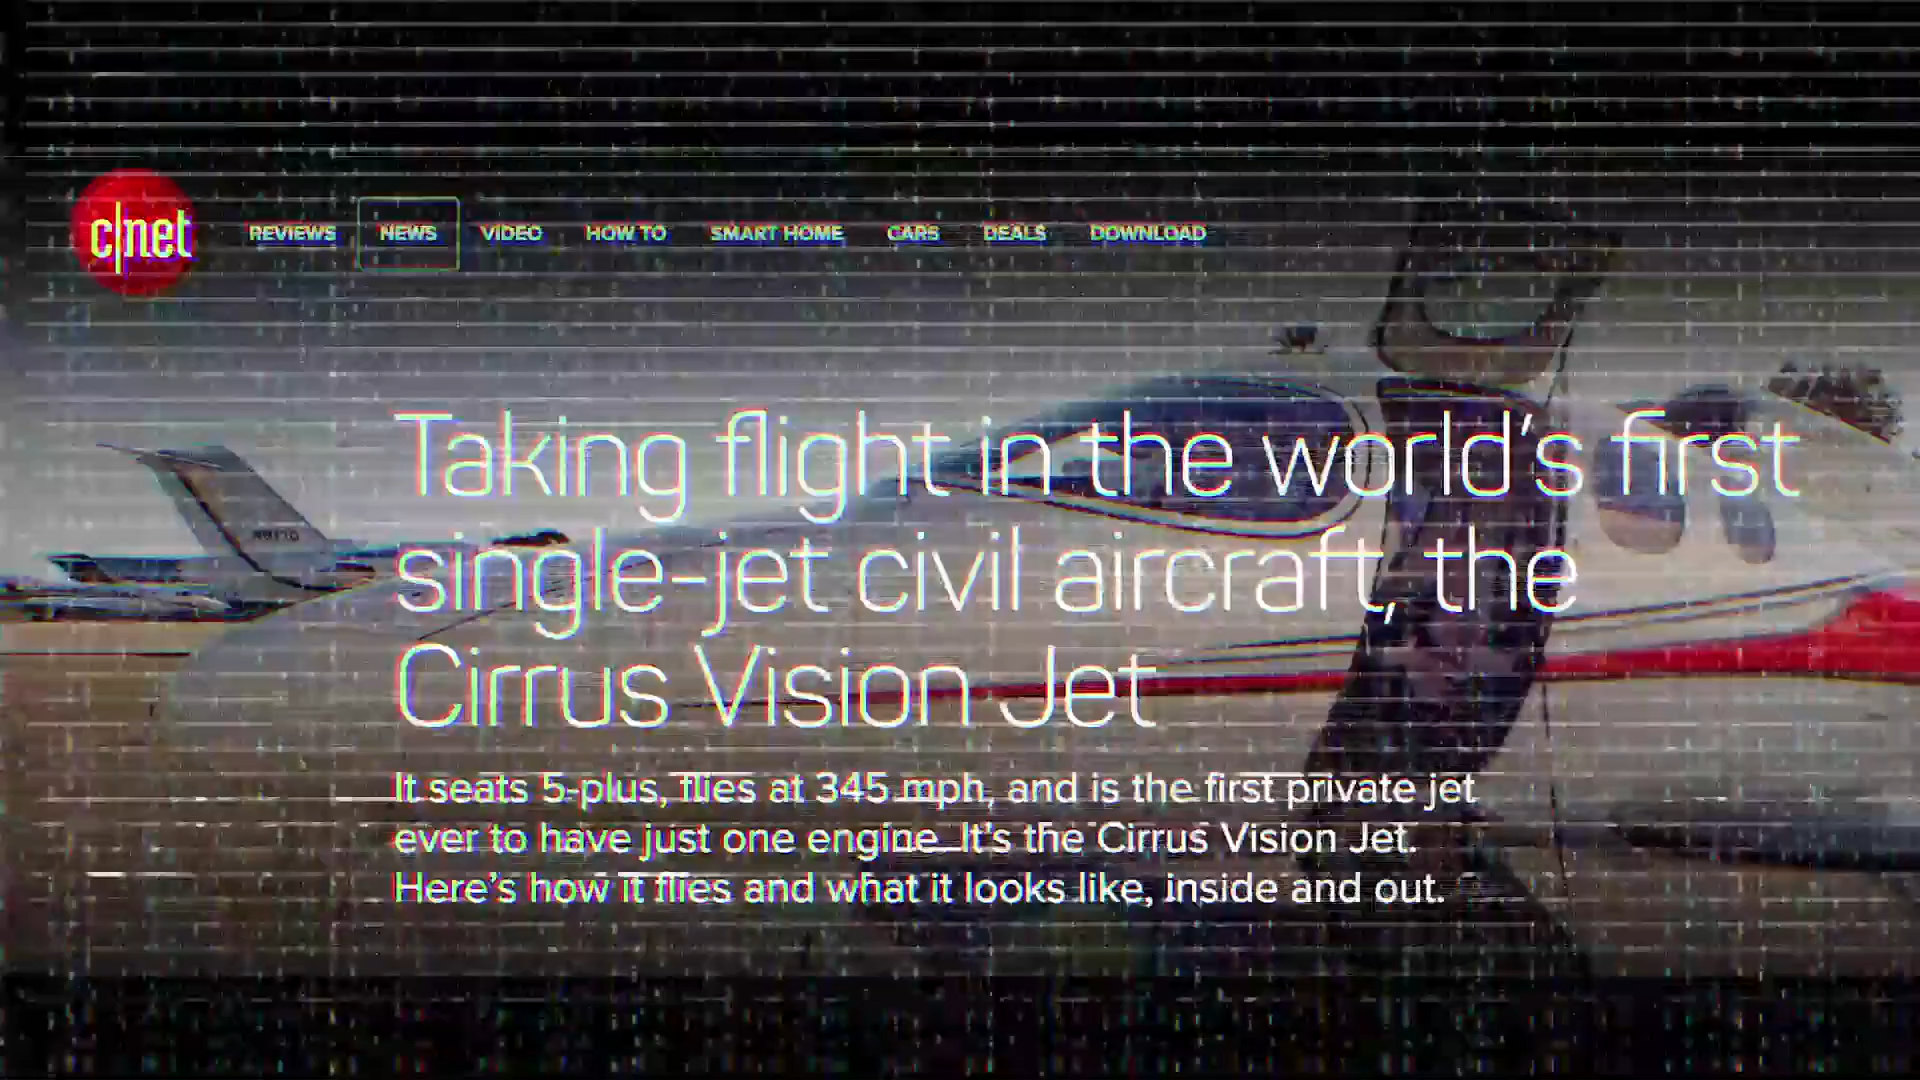 c|net
REVIEWS NEWS VIDEO HOW TO SMART HOME CARS DEALS DOWNLOAD
Taking flight in the world's first
single-jet civil aircraft, the
Cirrus Vision Jet
It seats 5-plus, flies at 345 mph, and is the first private jet
ever to have just one engine. It's the Cirrus Vision Jet.
Here's how it flies and what it looks like, inside and out.